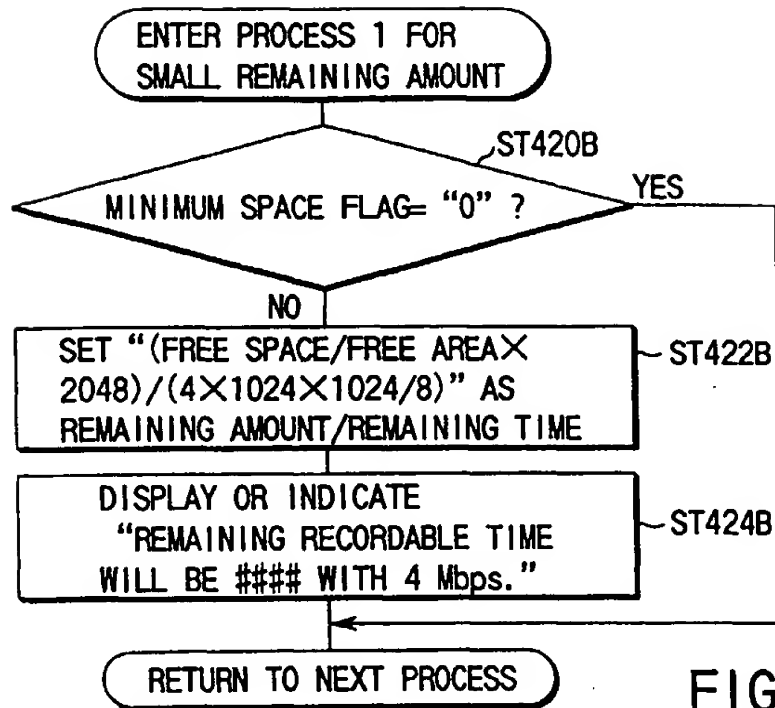 ENTER PROCESS 1 FOR
SMALL REMAINING AMOUNT
ST420B
MINIMUM SPACE FLAG= “0” ?
YES
NO
SET “(FREE SPACE/FREE AREA×
2048)/(4×1024×1024/8)” AS
REMAINING AMOUNT/REMAINING TIME
ST422B
DISPLAY OR INDICATE
“REMAINING RECORDABLE TIME
WILL BE #### WITH 4 Mbps.”
ST424B
RETURN TO NEXT PROCESS
FIG